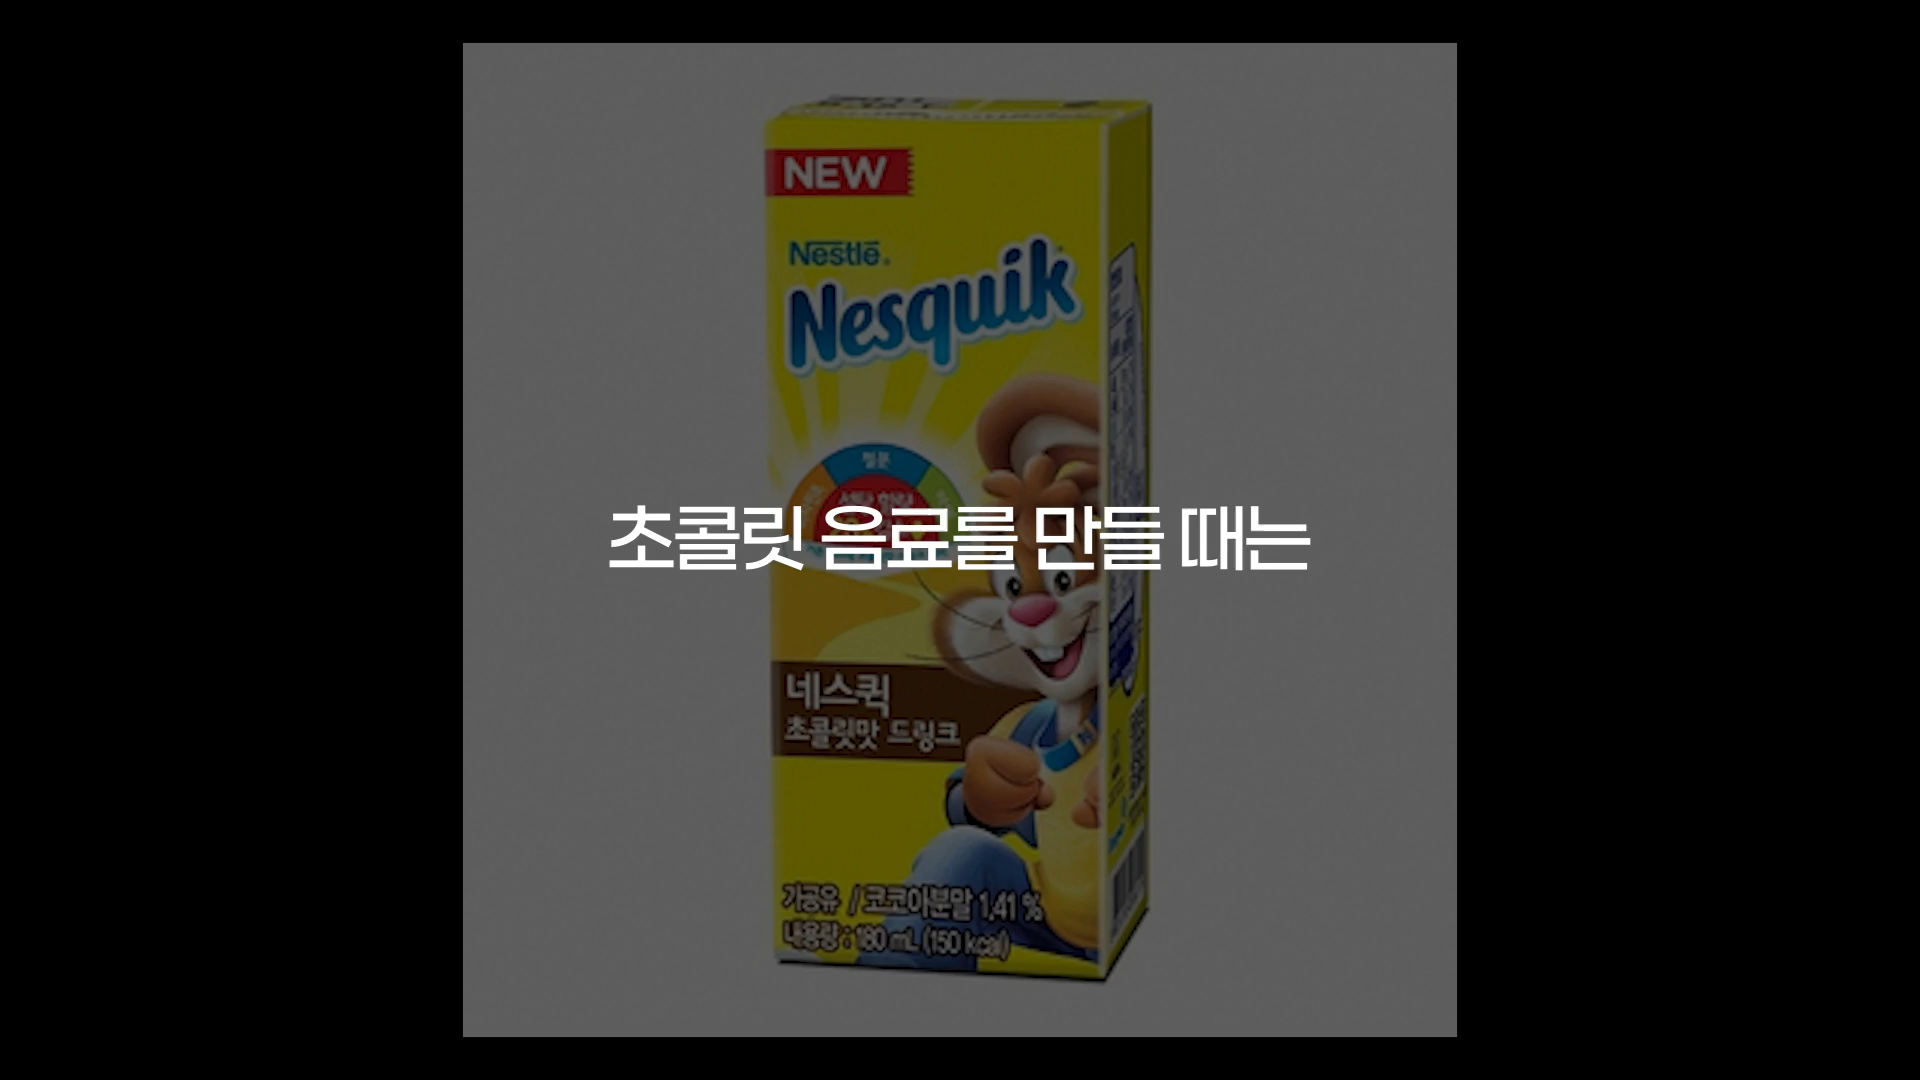 NEW
Nestlé
Nesquik
철분
초콜릿 음료를 만들 때는
네스퀵
초콜릿맛 드링크
가공유 / 코코아분말 1.41 %
내용량 : 180 mL (150 kcal)